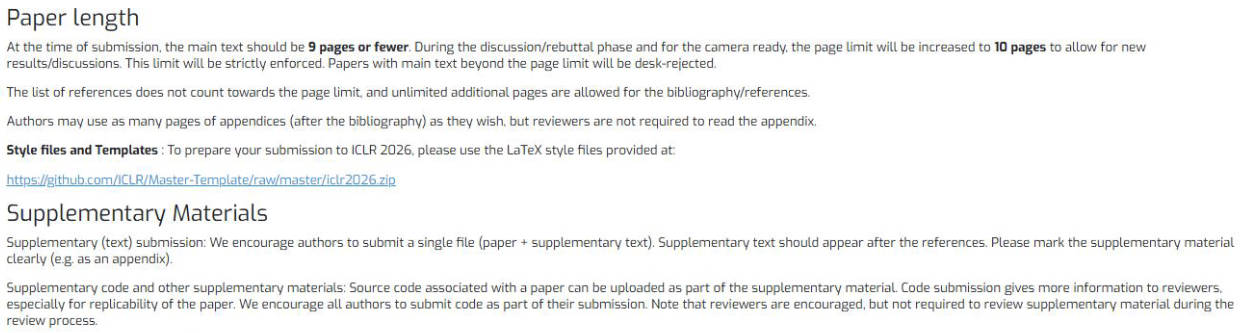 Paper length
At the time of submission, the main text should be 9 pages or fewer. During the discussion/rebuttal phase and for the camera ready, the page limit will be increased to 10 pages to allow for new
results/discussions. This limit will be strictly enforced. Papers with main text beyond the page limit will be desk-rejected.
The list of references does not count towards the page limit, and unlimited additional pages are allowed for the bibliography/references.
Authors may use as many pages of appendices (after the bibliography) as they wish, but reviewers are not required to read the appendix.
Style files and Templates : To prepare your submission to ICLR 2026, please use the LaTeX style files provided at:
https://github.com/ICLR/Master-Template/raw/master/iclr2026.zip
Supplementary Materials
Supplementary (text) submission: We encourage authors to submit a single file (paper + supplementary text). Supplementary text should appear after the references. Please mark the supplementary material
clearly (e.g. as an appendix).
Supplementary code and other supplementary materials: Source code associated with a paper can be uploaded as part of the supplementary material. Code submission gives more information to reviewers,
especially for replicability of the paper. We encourage all authors to submit code as part of their submission. Note that reviewers are encouraged, but not required to review supplementary material during the
review process.